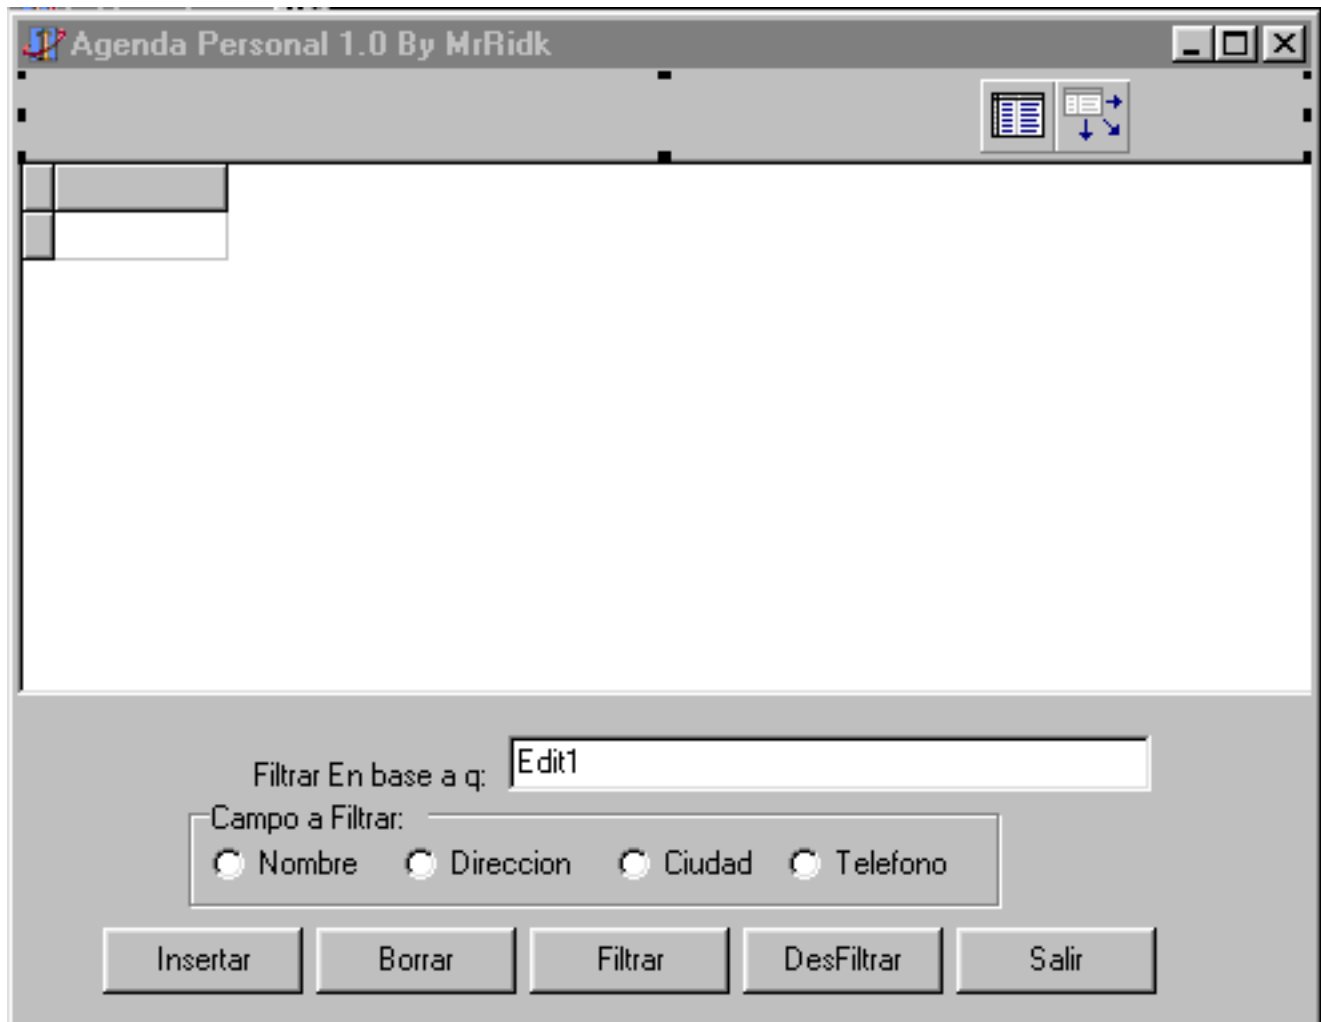 Agenda Personal 1.0 By MrRidk
Filtrar En base a q: Edit1
Campo a Filtrar:
Nombre Direccion Ciudad Telefono
Insertar Borrar Filtrar DesFiltrar Salir